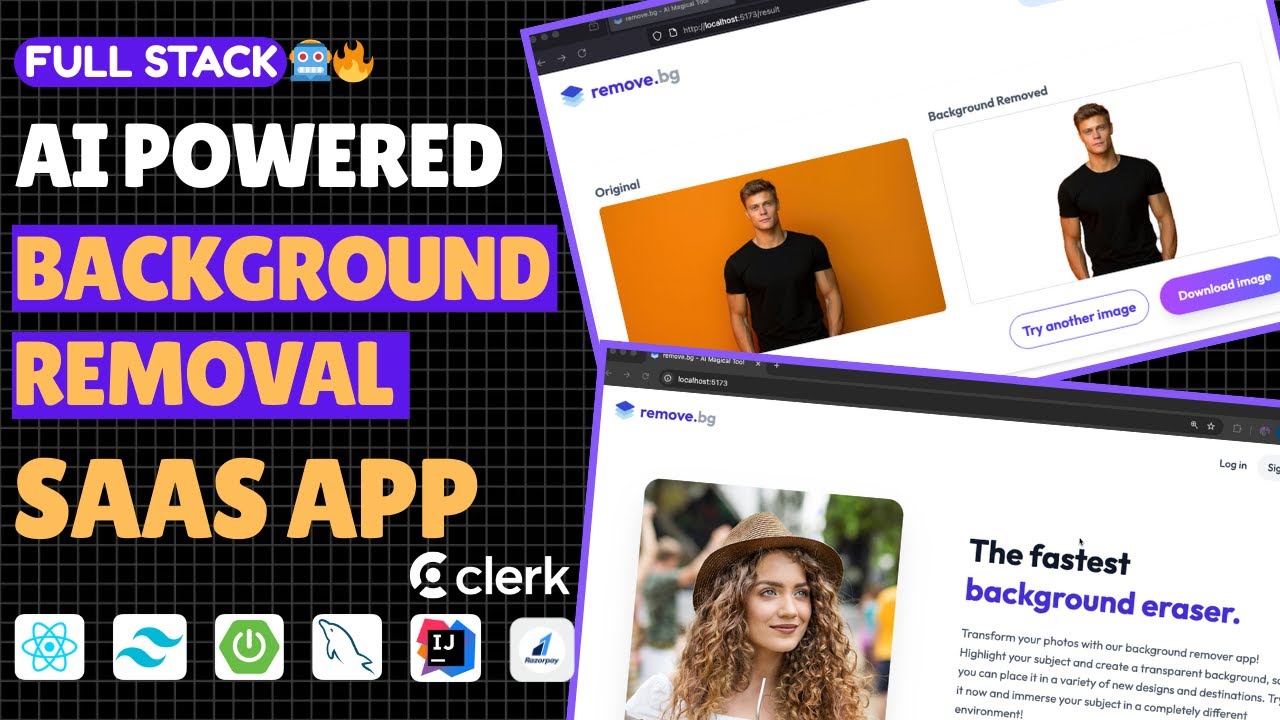 FULL STACK
AI POWERED
BACKGROUND
REMOVAL
SAAS APP
clerk
IJ
Razorpay
remove.bg - AI Magical Tool
http://localhost:5173/result
remove.bg
Original
Background Removed
Try another image
Download image
remove.bg - AI Magical Tool
localhost:5173
remove.bg
Log in
Sig
The fastest
background eraser.
Transform your photos with our background remover app!
Highlight your subject and create a transparent background, so
you can place it in a variety of new designs and destinations. Try
it now and immerse your subject in a completely different
environment!